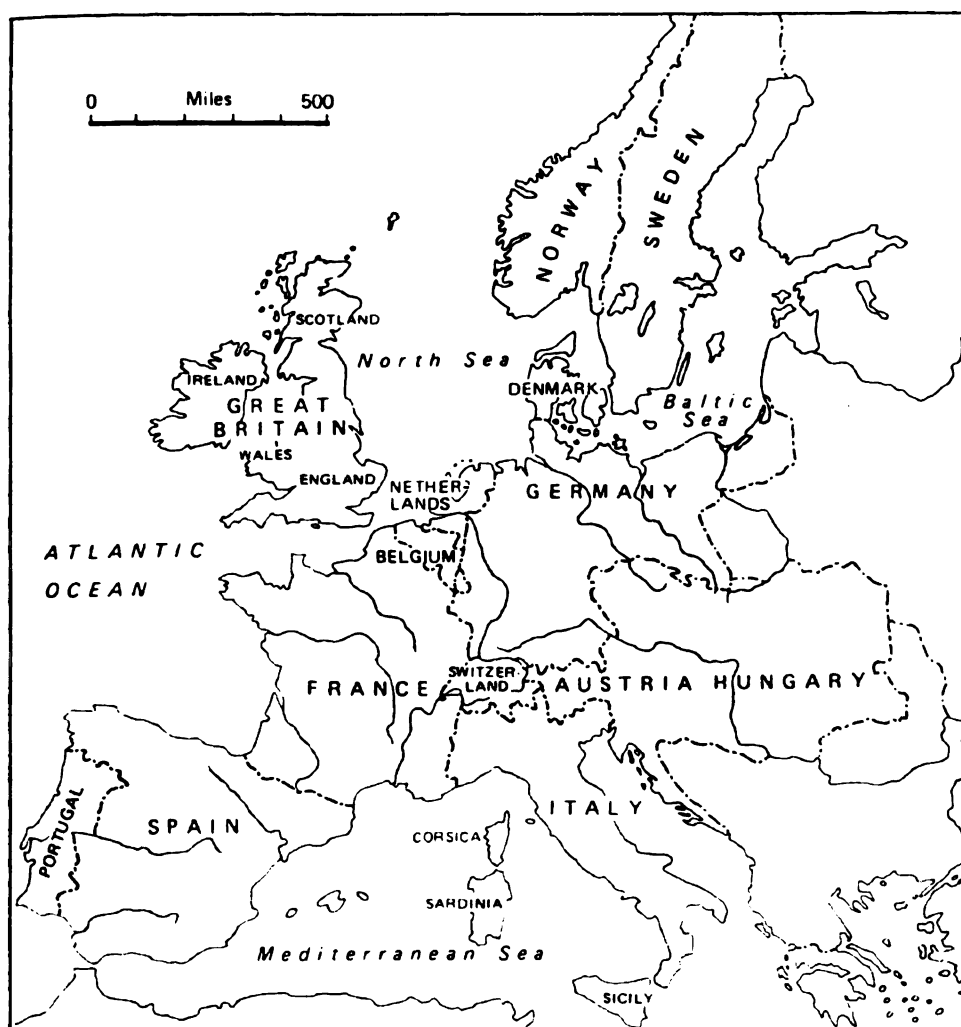 0 Miles 500
NORWAY
SWEDEN
SCOTLAND
North Sea
IRELAND
DENMARK
GREAT
BRITAIN
Baltic
Sea
WALES
ENGLAND
NETHER-
LANDS
GERMANY
ATLANTIC
OCEAN
BELGIUM
SWITZER-
LAND
FRANCE
AUSTRIA HUNGARY
ITALY
PORTUGAL
SPAIN
CORSICA
SARDINIA
Mediterranean Sea
SICILY